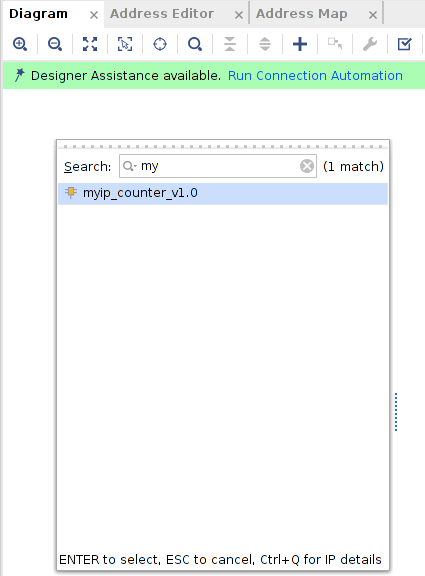 Diagram × Address Editor × Address Map ×
Designer Assistance available. Run Connection Automation
Search: my (1 match)
myip_counter_v1.0
ENTER to select, ESC to cancel, Ctrl+Q for IP details